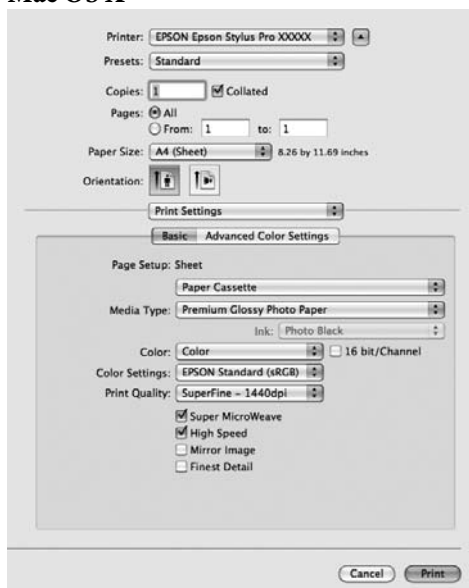 Printer: EPSON Epson Stylus Pro XXXXX
Presets: Standard
Copies: 1 Collated
Pages: All
From: 1 to: 1
Paper Size: A4 (Sheet) 8.26 by 11.69 inches
Orientation:
Print Settings
Basic Advanced Color Settings
Page Setup: Sheet
Paper Cassette
Media Type: Premium Glossy Photo Paper
Ink: Photo Black
Color: Color 16 bit/Channel
Color Settings: EPSON Standard (sRGB)
Print Quality: SuperFine - 1440dpi
Super MicroWeave
High Speed
Mirror Image
Finest Detail
Cancel Print